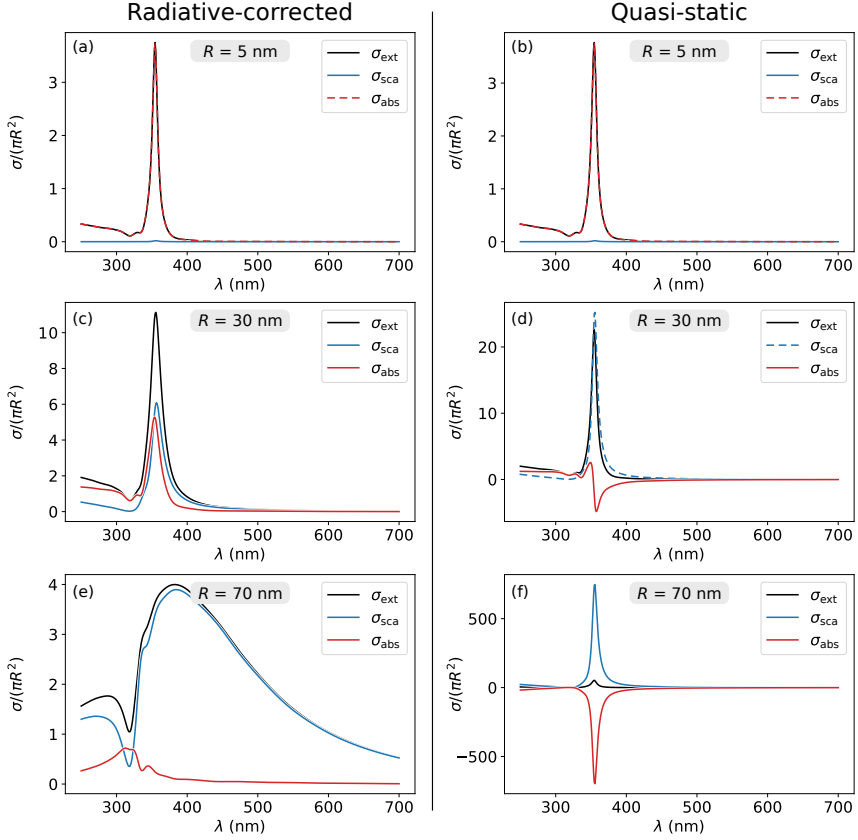 Radiative-corrected
Quasi-static
(a)
R = 5 nm
σext
σsca
σabs
σ/(πR²)
3
2
1
0
300 400 500 600 700
λ (nm)
(b)
R = 5 nm
σext
σsca
σabs
σ/(πR²)
3
2
1
0
300 400 500 600 700
λ (nm)
(c)
R = 30 nm
σext
σsca
σabs
σ/(πR²)
10
8
6
4
2
0
300 400 500 600 700
λ (nm)
(d)
R = 30 nm
σext
σsca
σabs
σ/(πR²)
20
10
0
300 400 500 600 700
λ (nm)
(e)
R = 70 nm
σext
σsca
σabs
σ/(πR²)
4
3
2
1
0
300 400 500 600 700
λ (nm)
(f)
R = 70 nm
σext
σsca
σabs
σ/(πR²)
500
0
−500
300 400 500 600 700
λ (nm)